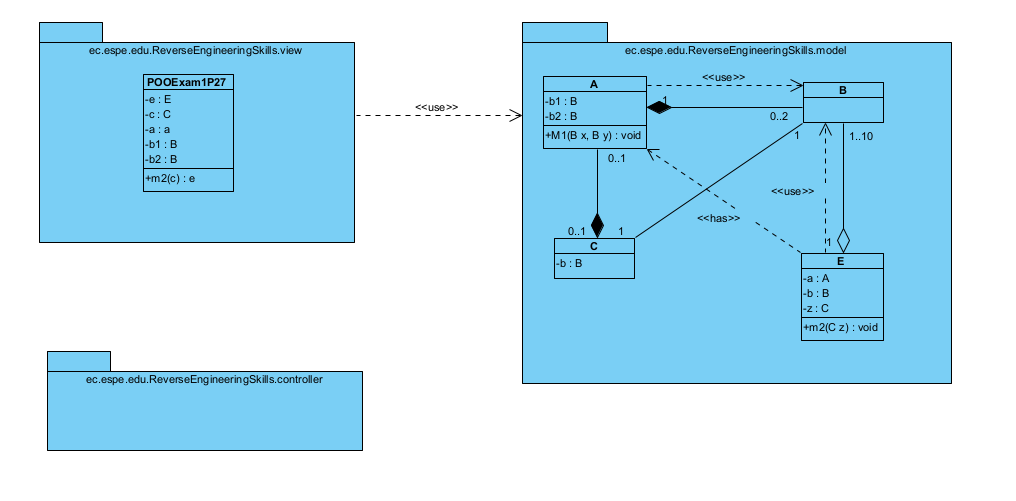 ec.espe.edu.ReverseEngineeringSkills.view
POOExam1P27
-e : E
-c : C
-a : a
-b1 : B
-b2 : B
+m2(c) : e
<<use>>
ec.espe.edu.ReverseEngineeringSkills.model
A
-b1 : B
-b2 : B
+M1(B x, B y) : void
<<use>>
1
0..2
B
0..1
1
1..10
<<use>>
<<has>>
0..1
1
C
-b : B
1
E
-a : A
-b : B
-z : C
+m2(C z) : void
ec.espe.edu.ReverseEngineeringSkills.controller